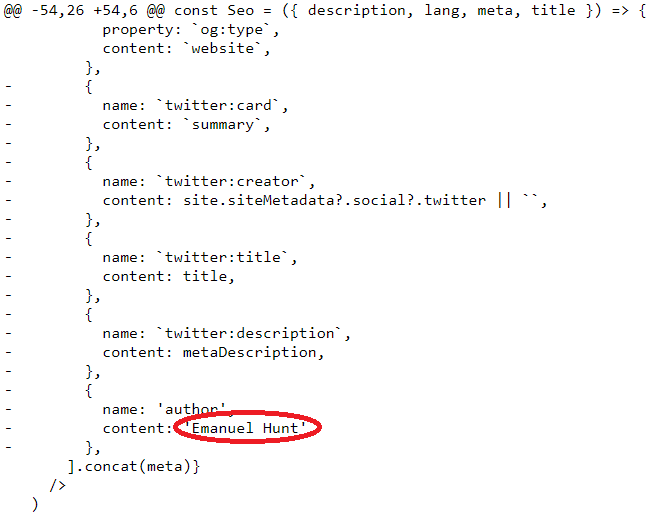 @@ -54,26 +54,6 @@ const Seo = ({ description, lang, meta, title }) => {
           property: `og:type`,
           content: `website`,
         },
-        {
-          name: `twitter:card`,
-          content: `summary`,
-        },
-        {
-          name: `twitter:creator`,
-          content: site.siteMetadata?.social?.twitter || ``,
-        },
-        {
-          name: `twitter:title`,
-          content: title,
-        },
-        {
-          name: `twitter:description`,
-          content: metaDescription,
-        },
-        {
-          name: 'author',
-          content: 'Emanuel Hunt'
-        },
       ].concat(meta)}
     />
   )